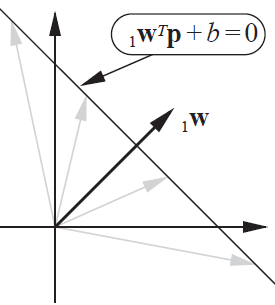 ₁𝐰ᵀ𝐩 + b = 0
₁𝐰